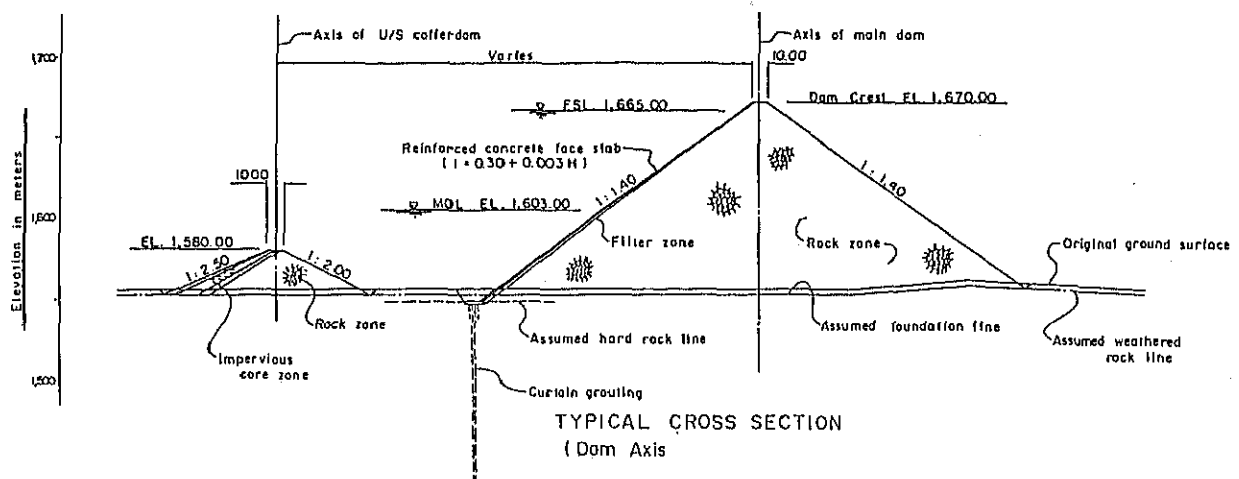 Axis of U/S cofferdam
Axis of main dam
1,700
Varies
10.00
FSL 1,665.00
Dam Crest EL 1,670.00
Reinforced concrete face slab
( t = 0.30 + 0.003 H )
10.00
1:1.40
1:1.40
MOL EL. 1,603.00
1,600
EL. 1,580.00
Filler zone
Rock zone
Original ground surface
1:2.50
1:2.00
Elevation in meters
Rock zone
Assumed hard rock line
Assumed foundation line
Assumed weathered
rock line
Impervious
core zone
1,500
Curtain grouting
TYPICAL CROSS SECTION
(Dam Axis